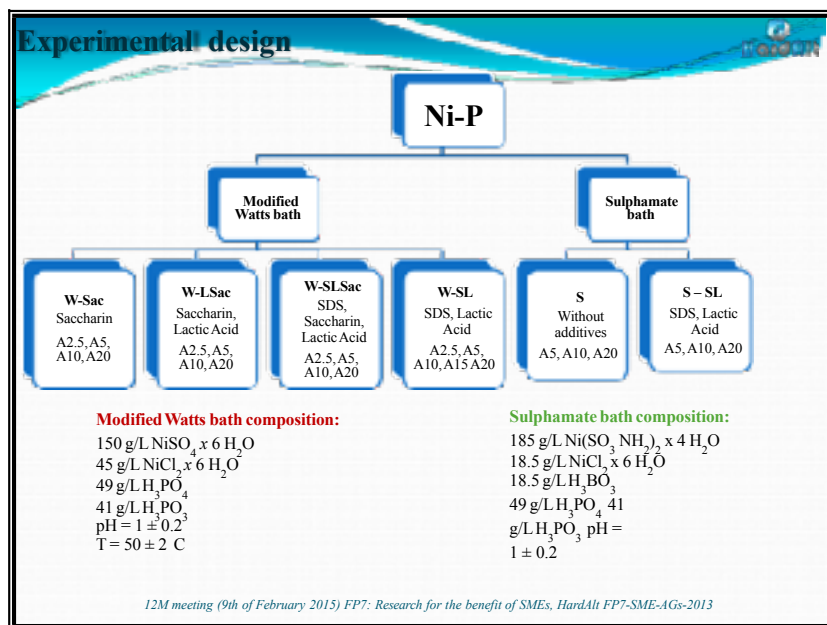 Experimental design
Ni-P
Modified
Watts bath
Sulphamate
bath
W-Sac
Saccharin
A2.5, A5,
A10, A20
W-LSac
Saccharin,
Lactic Acid
A2.5, A5,
A10, A20
W-SLSac
SDS,
Saccharin,
Lactic Acid
A2.5, A5,
A10, A20
W-SL
SDS, Lactic
Acid
A2.5, A5,
A10, A15 A20
S
Without
additives
A5, A10, A20
S – SL
SDS, Lactic
Acid
A5, A10, A20
Modified Watts bath composition:
150 g/L NiSO4 x 6 H2O
45 g/L NiCl2 x 6 H2O
49 g/L H3PO4
41 g/L H3PO3
pH = 1 ± 0.2
T = 50 ± 2 C
Sulphamate bath composition:
185 g/L Ni(SO3 NH2)2 x 4 H2O
18.5 g/L NiCl2 x 6 H2O
18.5 g/L H3BO3
49 g/L H3PO4 41
g/L H3PO3 pH =
1 ± 0.2
12M meeting (9th of February 2015) FP7: Research for the benefit of SMEs, HardAlt FP7-SME-AGs-2013